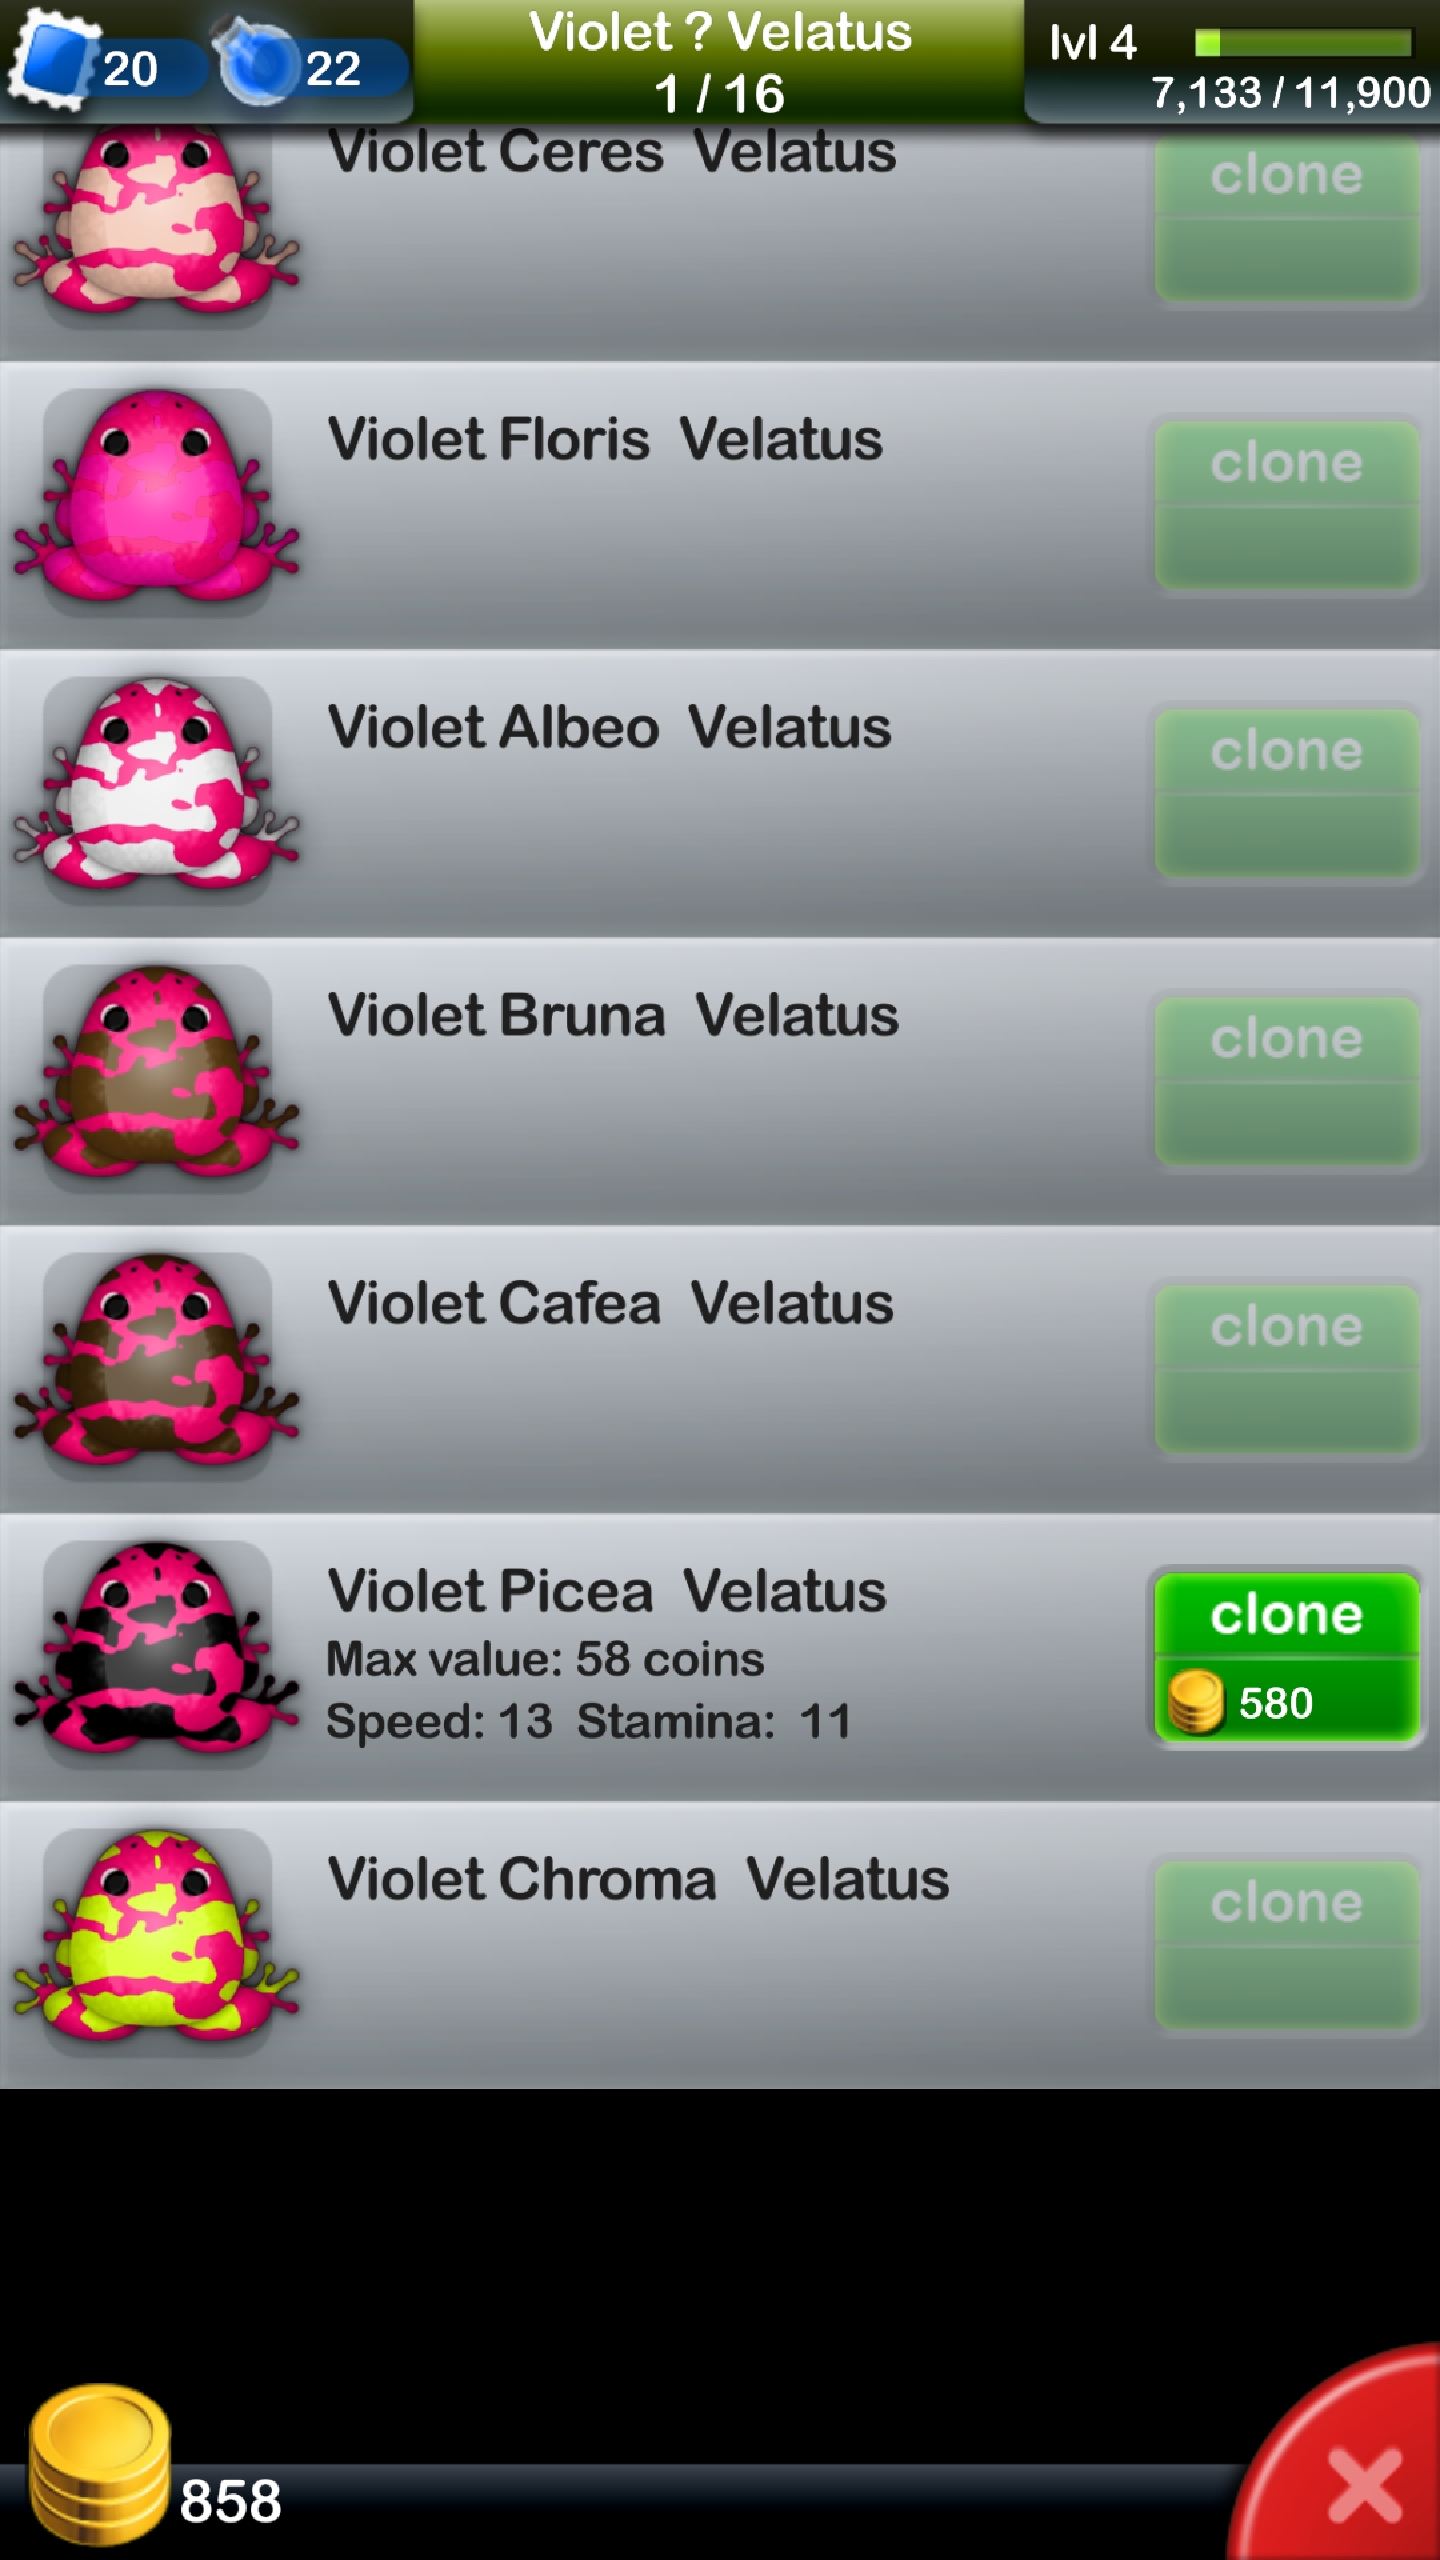 20
22
Violet ? Velatus
1 / 16
lvl 4
7,133 / 11,900
Violet Ceres Velatus
clone
Violet Floris Velatus
clone
Violet Albeo Velatus
clone
Violet Bruna Velatus
clone
Violet Cafea Velatus
clone
Violet Picea Velatus
Max value: 58 coins
Speed: 13 Stamina: 11
clone
580
Violet Chroma Velatus
clone
858